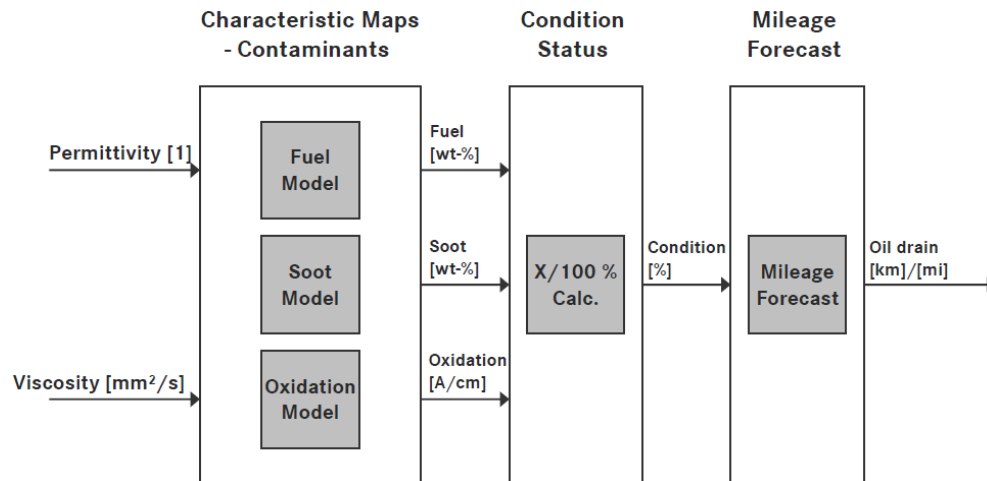 Characteristic Maps
- Contaminants
Condition
Status
Mileage
Forecast
Permittivity [1]
Viscosity [mm²/s]
Fuel
Model
Soot
Model
Oxidation
Model
Fuel
[wt-%]
Soot
[wt-%]
Oxidation
[A/cm]
X/100 %
Calc.
Condition
[%]
Mileage
Forecast
Oil drain
[km]/[mi]